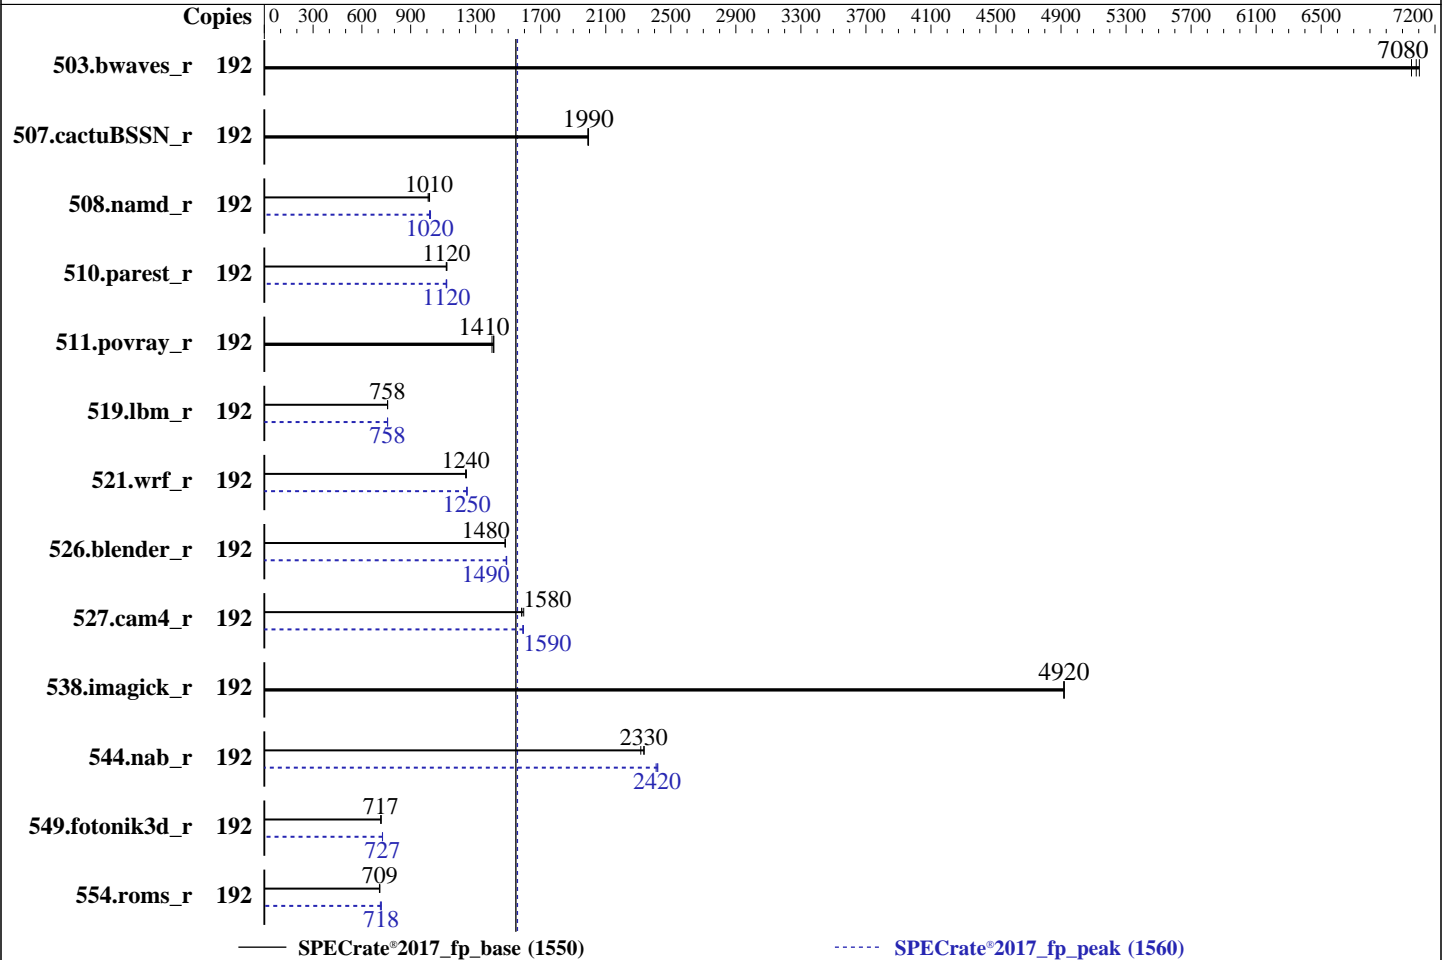 Copies 0 300 600 900 1300 1700 2100 2500 2900 3300 3700 4100 4500 4900 5300 5700 6100 6500 7200
503.bwaves_r 192 7080
507.cactuBSSN_r 192 1990
508.namd_r 192 1010
1020
510.parest_r 192 1120
1120
511.povray_r 192 1410
519.lbm_r 192 758
758
521.wrf_r 192 1240
1250
526.blender_r 192 1480
1490
527.cam4_r 192 1580
1590
538.imagick_r 192 4920
544.nab_r 192 2330
2420
549.fotonik3d_r 192 717
727
554.roms_r 192 709
718
SPECrate®2017_fp_base (1550) SPECrate®2017_fp_peak (1560)